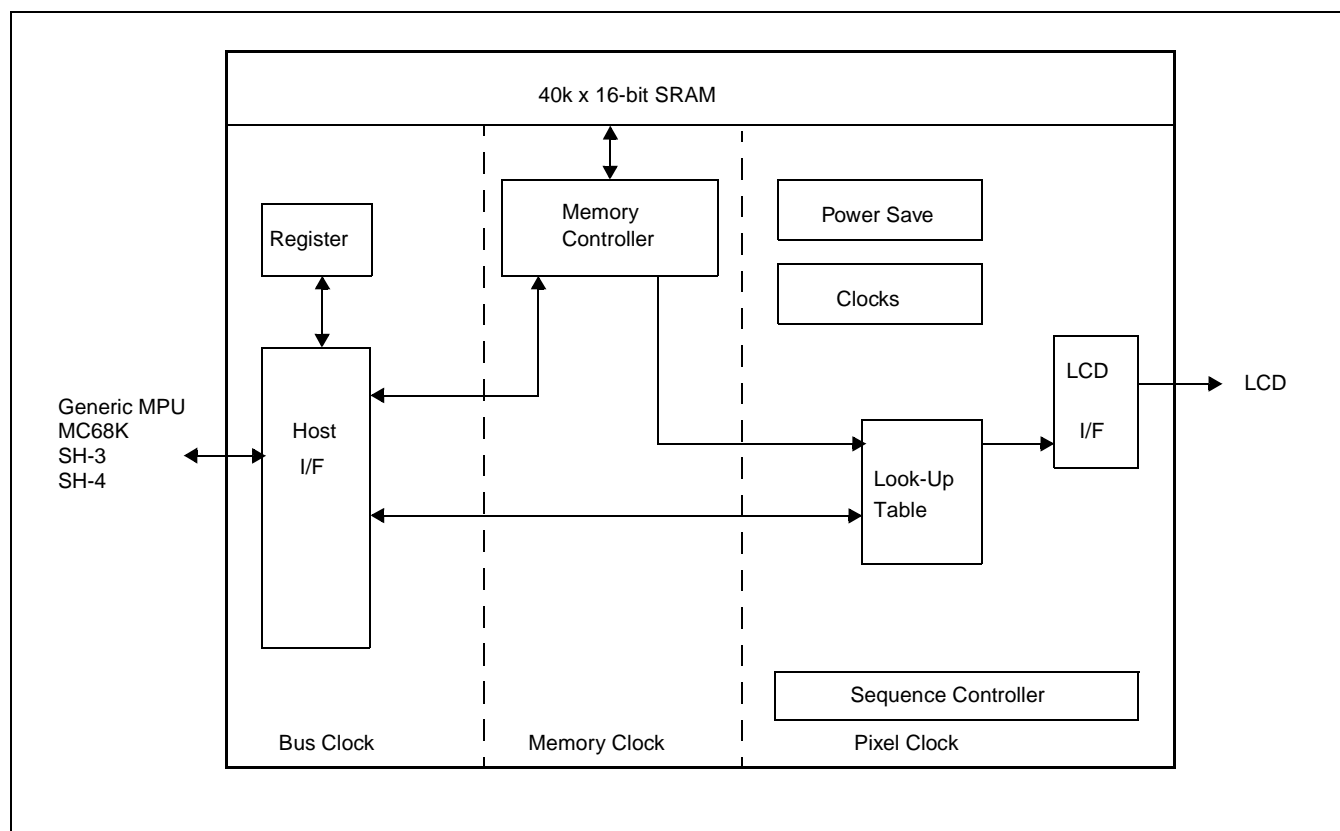 40k x 16-bit SRAM
Memory
Controller
Power Save
Register
Clocks
LCD
I/F
LCD
Generic MPU
MC68K
SH-3
SH-4
Host
I/F
Look-Up
Table
Sequence Controller
Bus Clock
Memory Clock
Pixel Clock